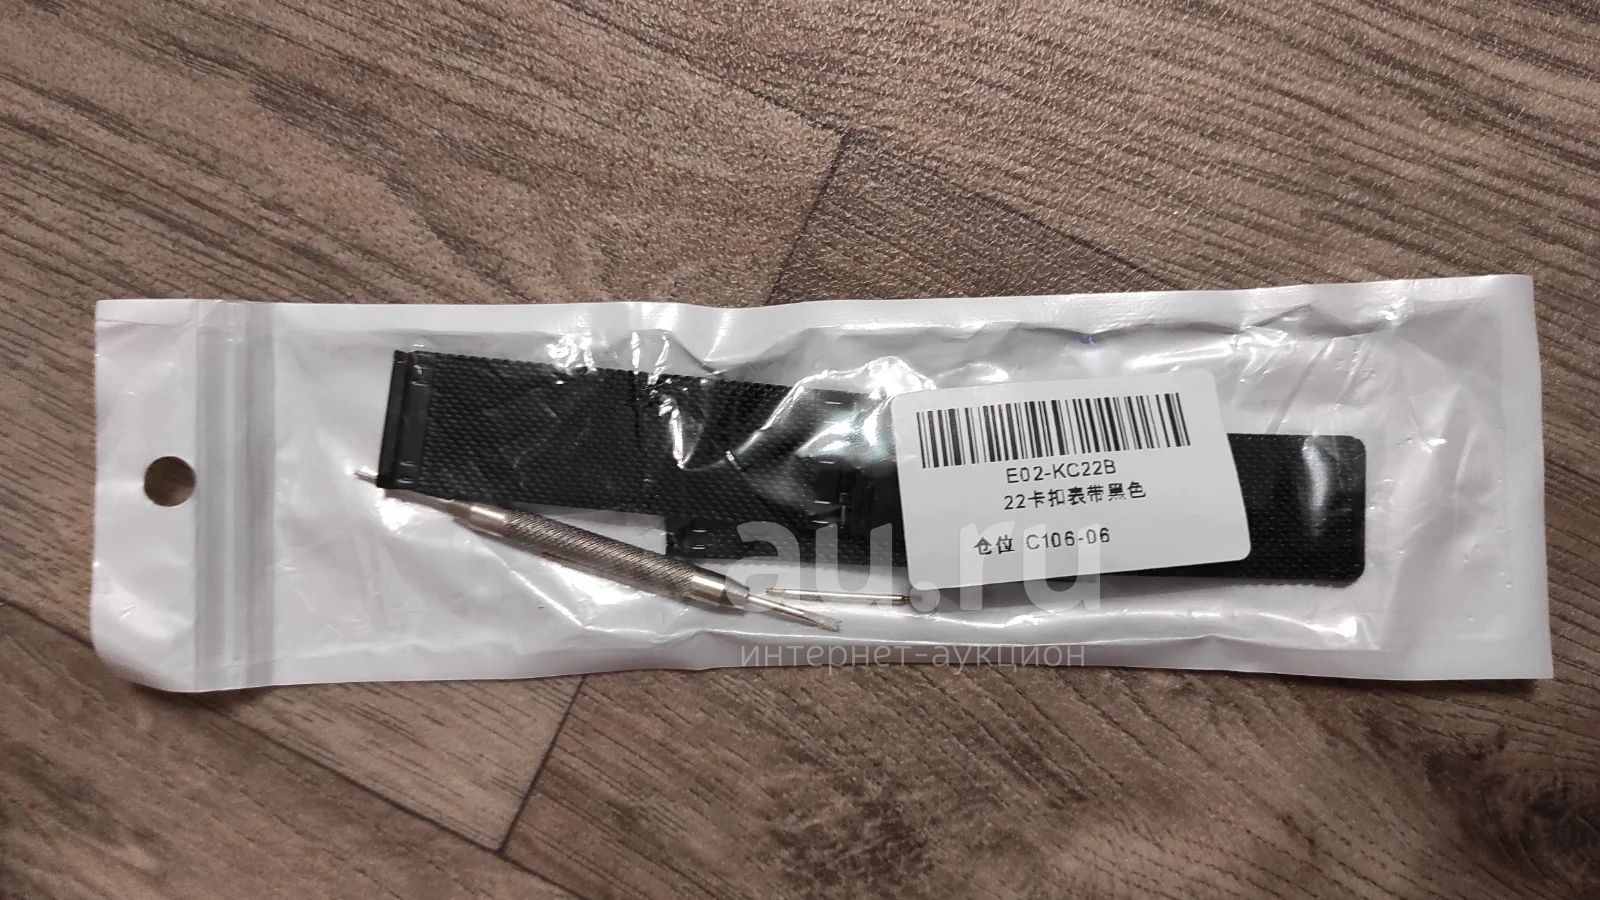 E02-KC22B
22卡扣表带黑色
仓位 C106-06
au.ru
интернет-аукцион